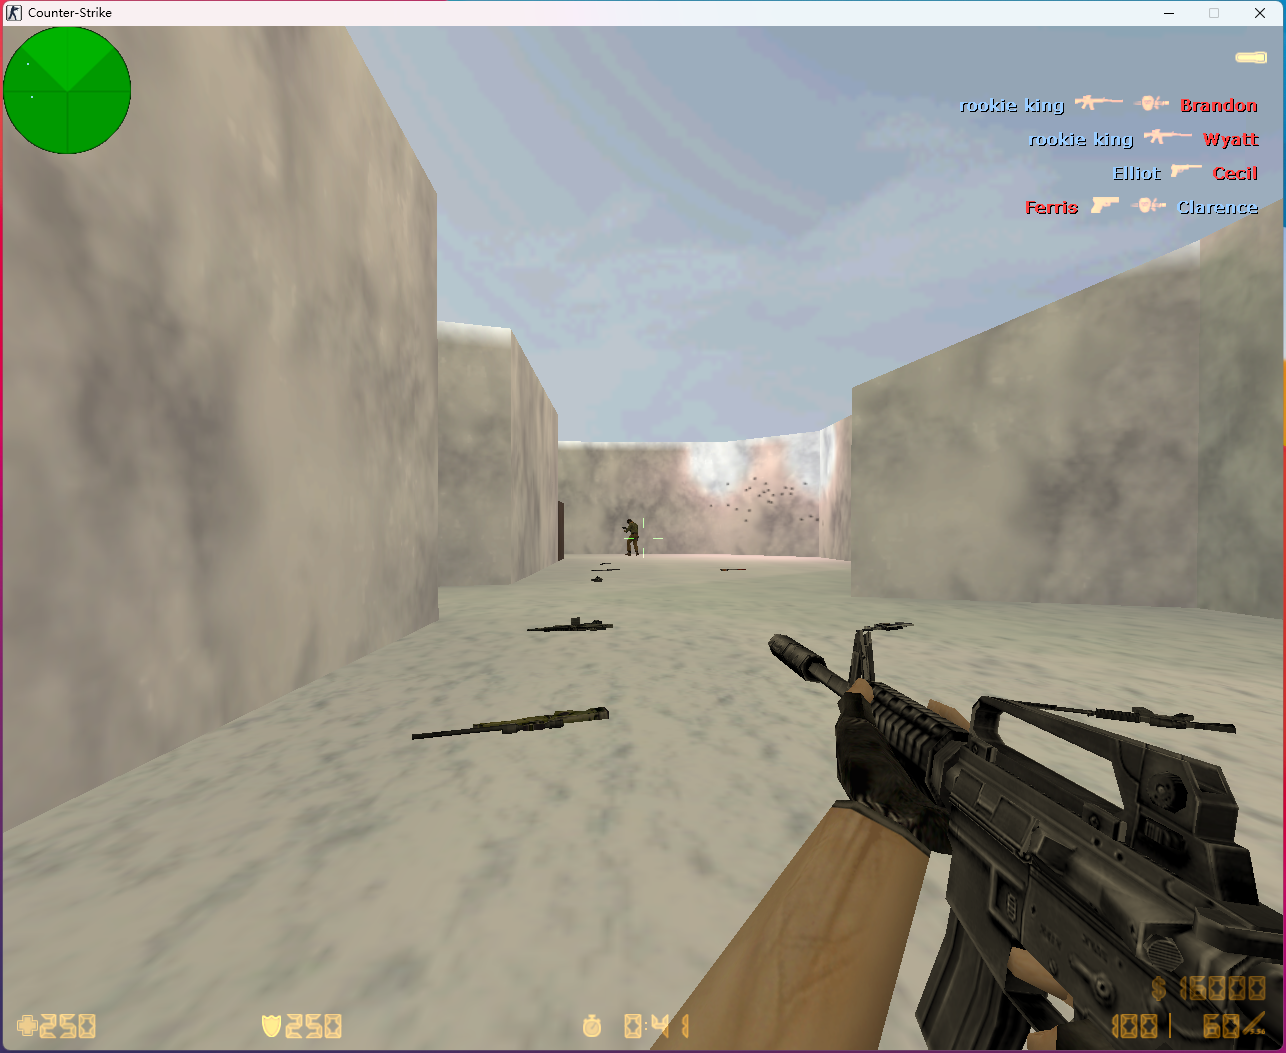 Counter-Strike
rookie king Brandon
rookie king Wyatt
Elliot Cecil
Ferris Clarence
$ 16000
250 250 0:41 100 | 60